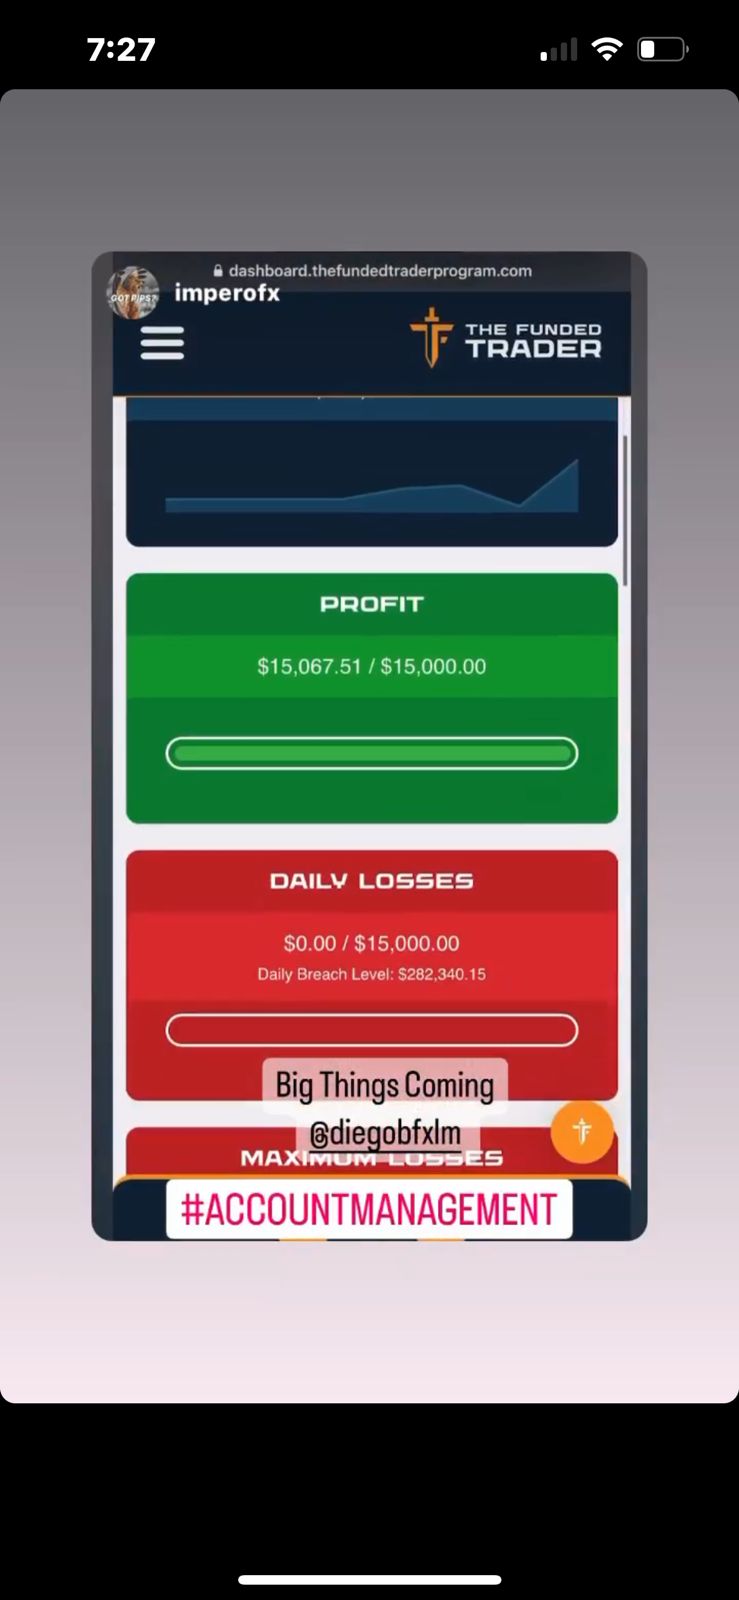 7:27
dashboard.thefundedtraderprogram.com
GOT PIPS?
imperofx
THE FUNDED
TRADER
PROFIT
$15,067.51 / $15,000.00
DAILY LOSSES
$0.00 / $15,000.00
Daily Breach Level: $282,340.15
Big Things Coming
@diegobfxlm
MAXIMUM LOSSES
#ACCOUNTMANAGEMENT